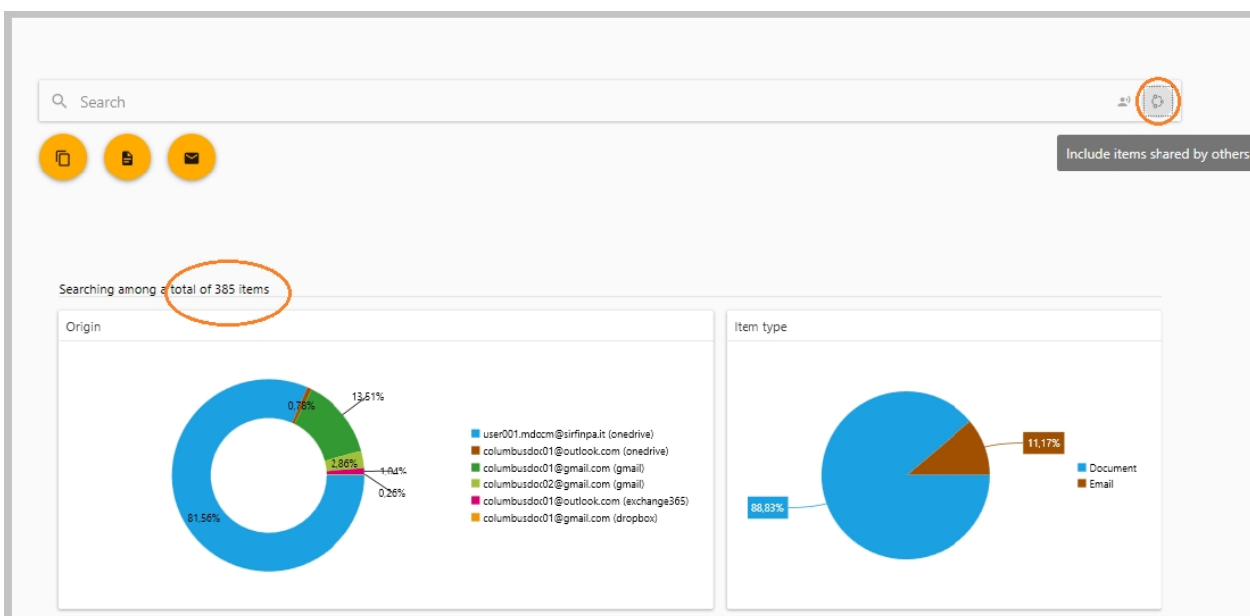 Search
Include items shared by others
Searching among a total of 385 items
Origin
13,51%
0,78%
2,86%
1,04%
0,26%
81,56%
user001.mdccm@sirfinpa.it (onedrive)
columbusdoc01@outlook.com (onedrive)
columbusdoc01@gmail.com (gmail)
columbusdoc02@gmail.com (gmail)
columbusdoc01@outlook.com (exchange365)
columbusdoc01@gmail.com (dropbox)
Item type
11,17%
88,83%
Document
Email